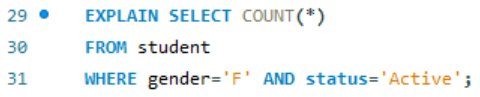 29 EXPLAIN SELECT COUNT(*)
30 FROM student
31 WHERE gender='F' AND status='Active';